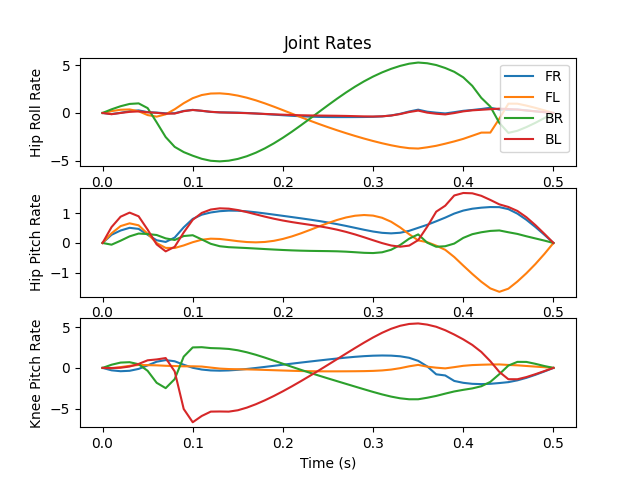 Joint Rates
Hip Roll Rate
5
0
−5
FR
FL
BR
BL
0.0 0.1 0.2 0.3 0.4 0.5
Hip Pitch Rate
1
0
−1
0.0 0.1 0.2 0.3 0.4 0.5
Knee Pitch Rate
5
0
−5
0.0 0.1 0.2 0.3 0.4 0.5
Time (s)